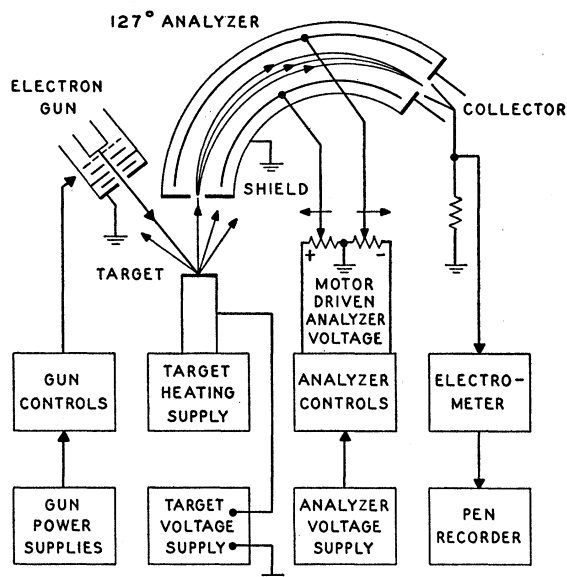 127° ANALYZER
ELECTRON
GUN
COLLECTOR
SHIELD
TARGET
+
-
MOTOR
DRIVEN
ANALYZER
VOLTAGE
GUN
CONTROLS
TARGET
HEATING
SUPPLY
ANALYZER
CONTROLS
ELECTRO-
METER
GUN
POWER
SUPPLIES
TARGET
VOLTAGE
SUPPLY
ANALYZER
VOLTAGE
SUPPLY
PEN
RECORDER